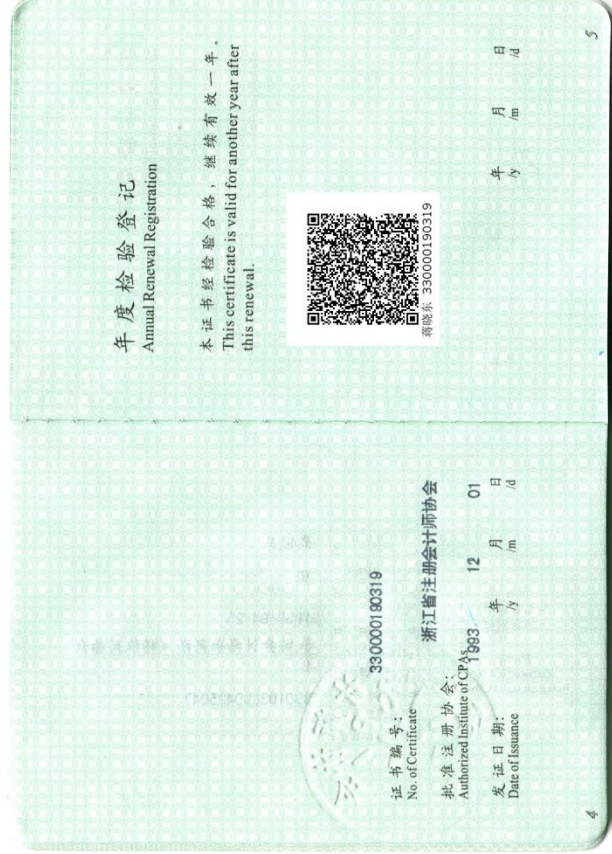 证书编号：
No. of Certificate
330000190319
批准注册协会：
Authorized Institute of CPAs
浙江省注册会计师协会
发证日期：
Date of Issuance
1993 年 12 月 01 日
/y /m /d
4
年度检验登记
Annual Renewal Registration
本证书经检验合格，继续有效一年。
This certificate is valid for another year after
this renewal.
蒋晓东 330000190319
年 月 日
/y /m /d
5